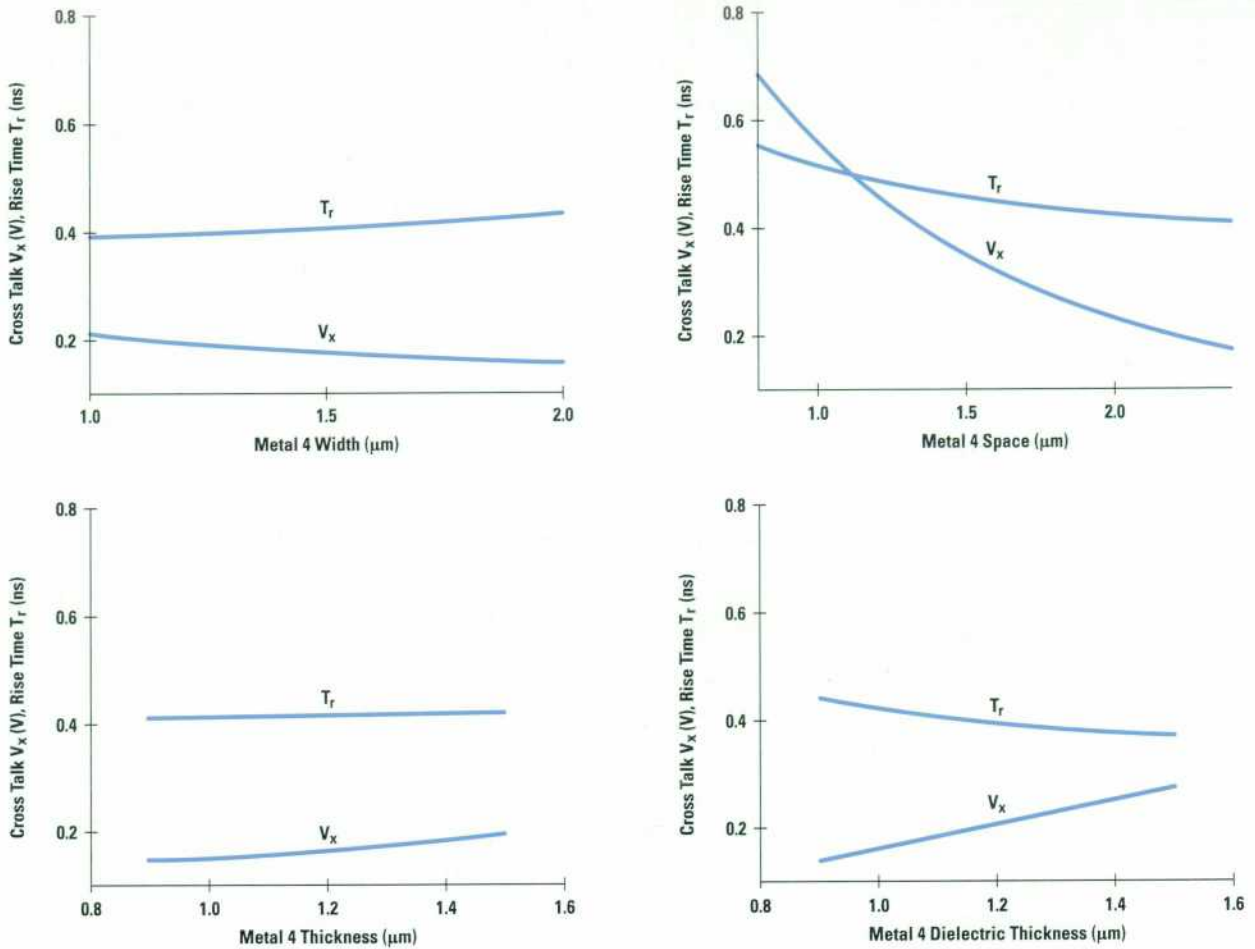 Cross Talk Vx (V), Rise Time Tr (ns)
0.8
0.6
0.4
0.2
Tr
Vx
1.0 1.5 2.0
Metal 4 Width (μm)
Cross Talk Vx (V), Rise Time Tr (ns)
0.8
0.6
0.4
0.2
Tr
Vx
1.0 1.5 2.0
Metal 4 Space (μm)
Cross Talk Vx (V), Rise Time Tr (ns)
0.8
0.6
0.4
0.2
Tr
Vx
0.8 1.0 1.2 1.4 1.6
Metal 4 Thickness (μm)
Cross Talk Vx (V), Rise Time Tr (ns)
0.8
0.6
0.4
0.2
Tr
Vx
0.8 1.0 1.2 1.4 1.6
Metal 4 Dielectric Thickness (μm)